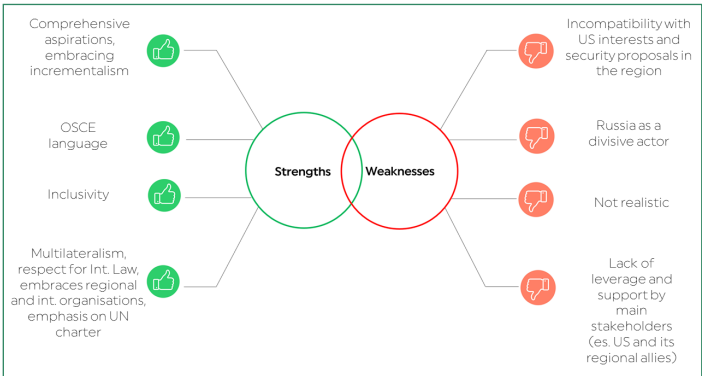 Comprehensive
aspirations,
embracing
incrementalism
OSCE
language
Inclusivity
Multilateralism,
respect for Int. Law,
embraces regional
and int. organisations,
emphasis on UN
charter
Strengths
Weaknesses
Incompatibility with
US interests and
security proposals in
the region
Russia as a
divisive actor
Not realistic
Lack of
leverage and
support by
main
stakeholders
(es. US and its
regional allies)